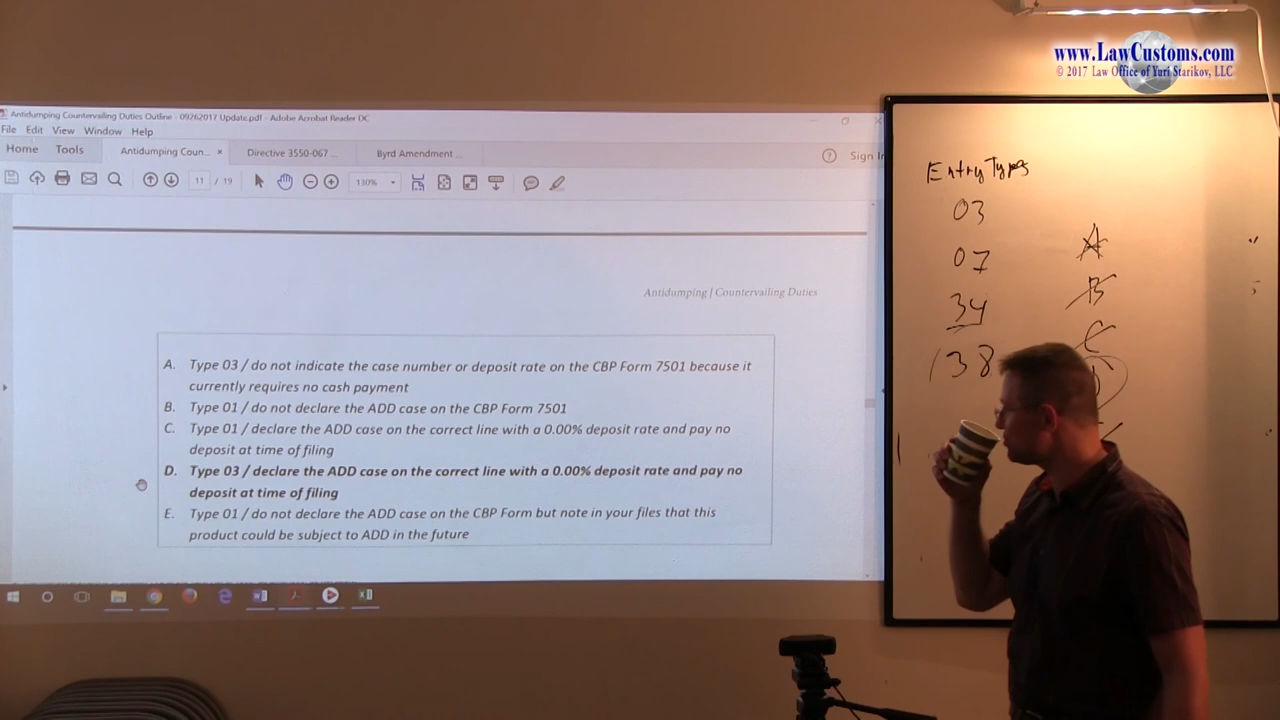 www.LawCustoms.com
© 2017 Law Office of Yuri Starikov, LLC
Antidumping Countervailing Duties Outline - 09262017 Update.pdf - Adobe Acrobat Reader DC
File Edit View Window Help
Home Tools Antidumping Coun... × Directive 3550-067 ... Byrd Amendment ... Sign In
11 / 19 130%
Antidumping | Countervailing Duties
A. Type 03 / do not indicate the case number or deposit rate on the CBP Form 7501 because it
currently requires no cash payment
B. Type 01 / do not declare the ADD case on the CBP Form 7501
C. Type 01 / declare the ADD case on the correct line with a 0.00% deposit rate and pay no
deposit at time of filing
D. Type 03 / declare the ADD case on the correct line with a 0.00% deposit rate and pay no
deposit at time of filing
E. Type 01 / do not declare the ADD case on the CBP Form but note in your files that this
product could be subject to ADD in the future
Entry Types
03
07
34
38
A
B
C
D